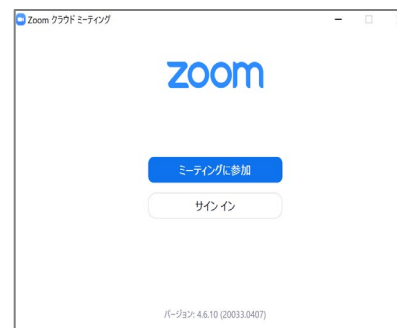 Zoom クラウド ミーティング
zoom
ミーティングに参加
サイン イン
バージョン: 4.6.10 (20033.0407)